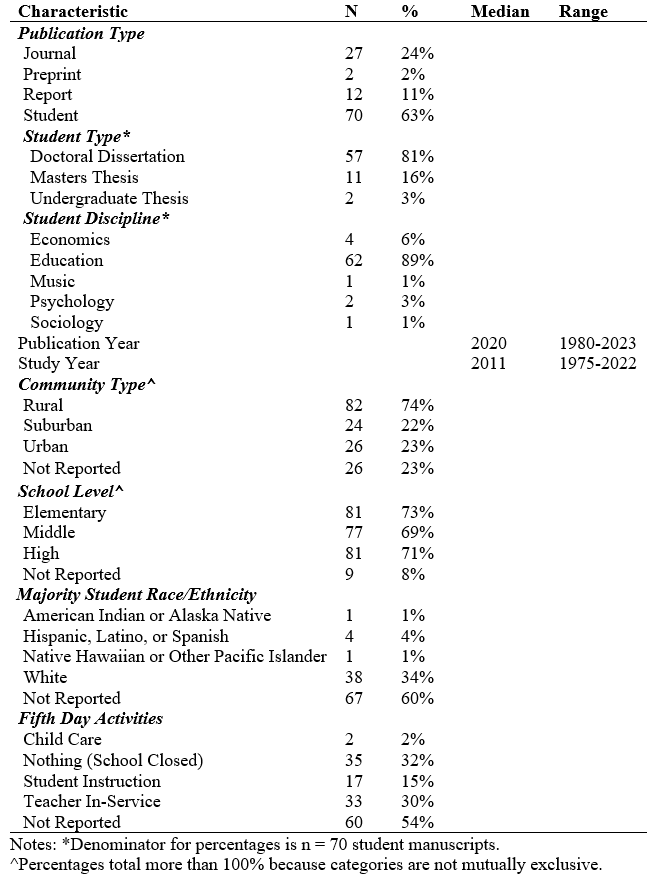 Characteristic N % Median Range
Publication Type
Journal 27 24%
Preprint 2 2%
Report 12 11%
Student 70 63%
Student Type*
Doctoral Dissertation 57 81%
Masters Thesis 11 16%
Undergraduate Thesis 2 3%
Student Discipline*
Economics 4 6%
Education 62 89%
Music 1 1%
Psychology 2 3%
Sociology 1 1%
Publication Year 2020 1980-2023
Study Year 2011 1975-2022
Community Type^
Rural 82 74%
Suburban 24 22%
Urban 26 23%
Not Reported 26 23%
School Level^
Elementary 81 73%
Middle 77 69%
High 81 71%
Not Reported 9 8%
Majority Student Race/Ethnicity
American Indian or Alaska Native 1 1%
Hispanic, Latino, or Spanish 4 4%
Native Hawaiian or Other Pacific Islander 1 1%
White 38 34%
Not Reported 67 60%
Fifth Day Activities
Child Care 2 2%
Nothing (School Closed) 35 32%
Student Instruction 17 15%
Teacher In-Service 33 30%
Not Reported 60 54%
Notes: *Denominator for percentages is n = 70 student manuscripts.
^Percentages total more than 100% because categories are not mutually exclusive.